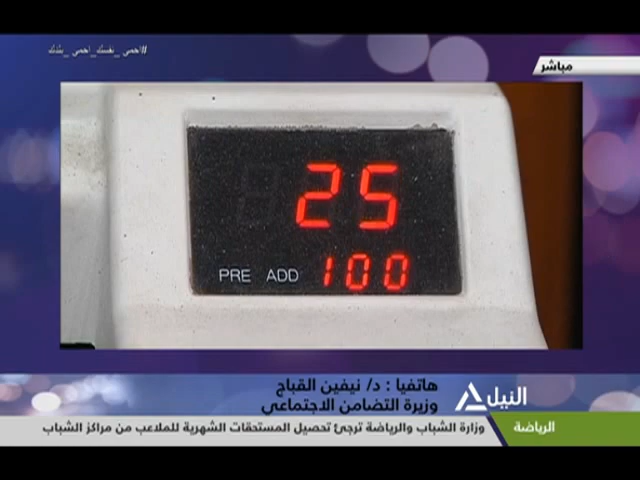 #احمى_نفسك_احمى_بلدك
مباشر
25
PRE ADD 100
هاتفيا : د/ نيفين القباج
وزيرة التضامن الاجتماعي
النيل
الرياضة
وزارة الشباب والرياضة ترجئ تحصيل المستحقات الشهرية للملاعب من مراكز الشباب